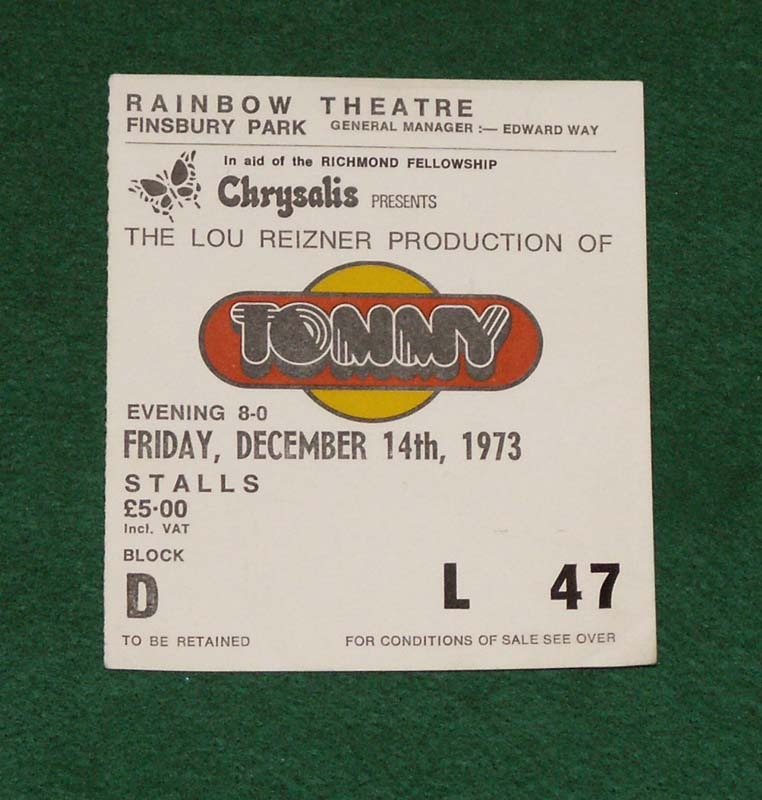 RAINBOW THEATRE
FINSBURY PARK GENERAL MANAGER :— EDWARD WAY
In aid of the RICHMOND FELLOWSHIP
Chrysalis PRESENTS
THE LOU REIZNER PRODUCTION OF
TOMMY
EVENING 8-0
FRIDAY, DECEMBER 14th, 1973
STALLS
£5·00
Incl. VAT
BLOCK
D L 47
TO BE RETAINED FOR CONDITIONS OF SALE SEE OVER